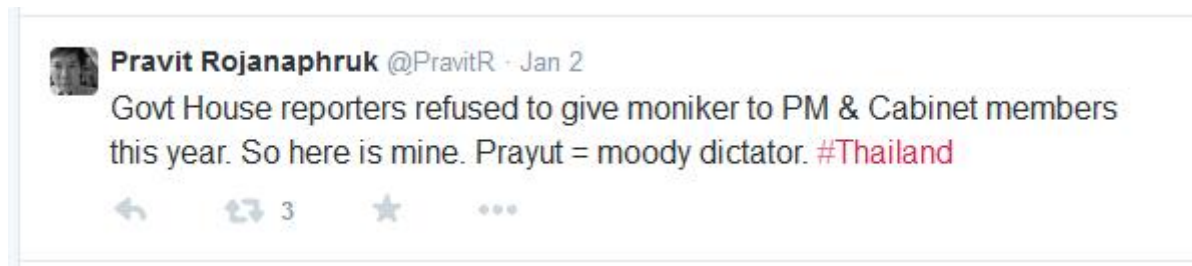 Pravit Rojanaphruk @PravitR · Jan 2
Govt House reporters refused to give moniker to PM & Cabinet members
this year. So here is mine. Prayut = moody dictator. #Thailand
3